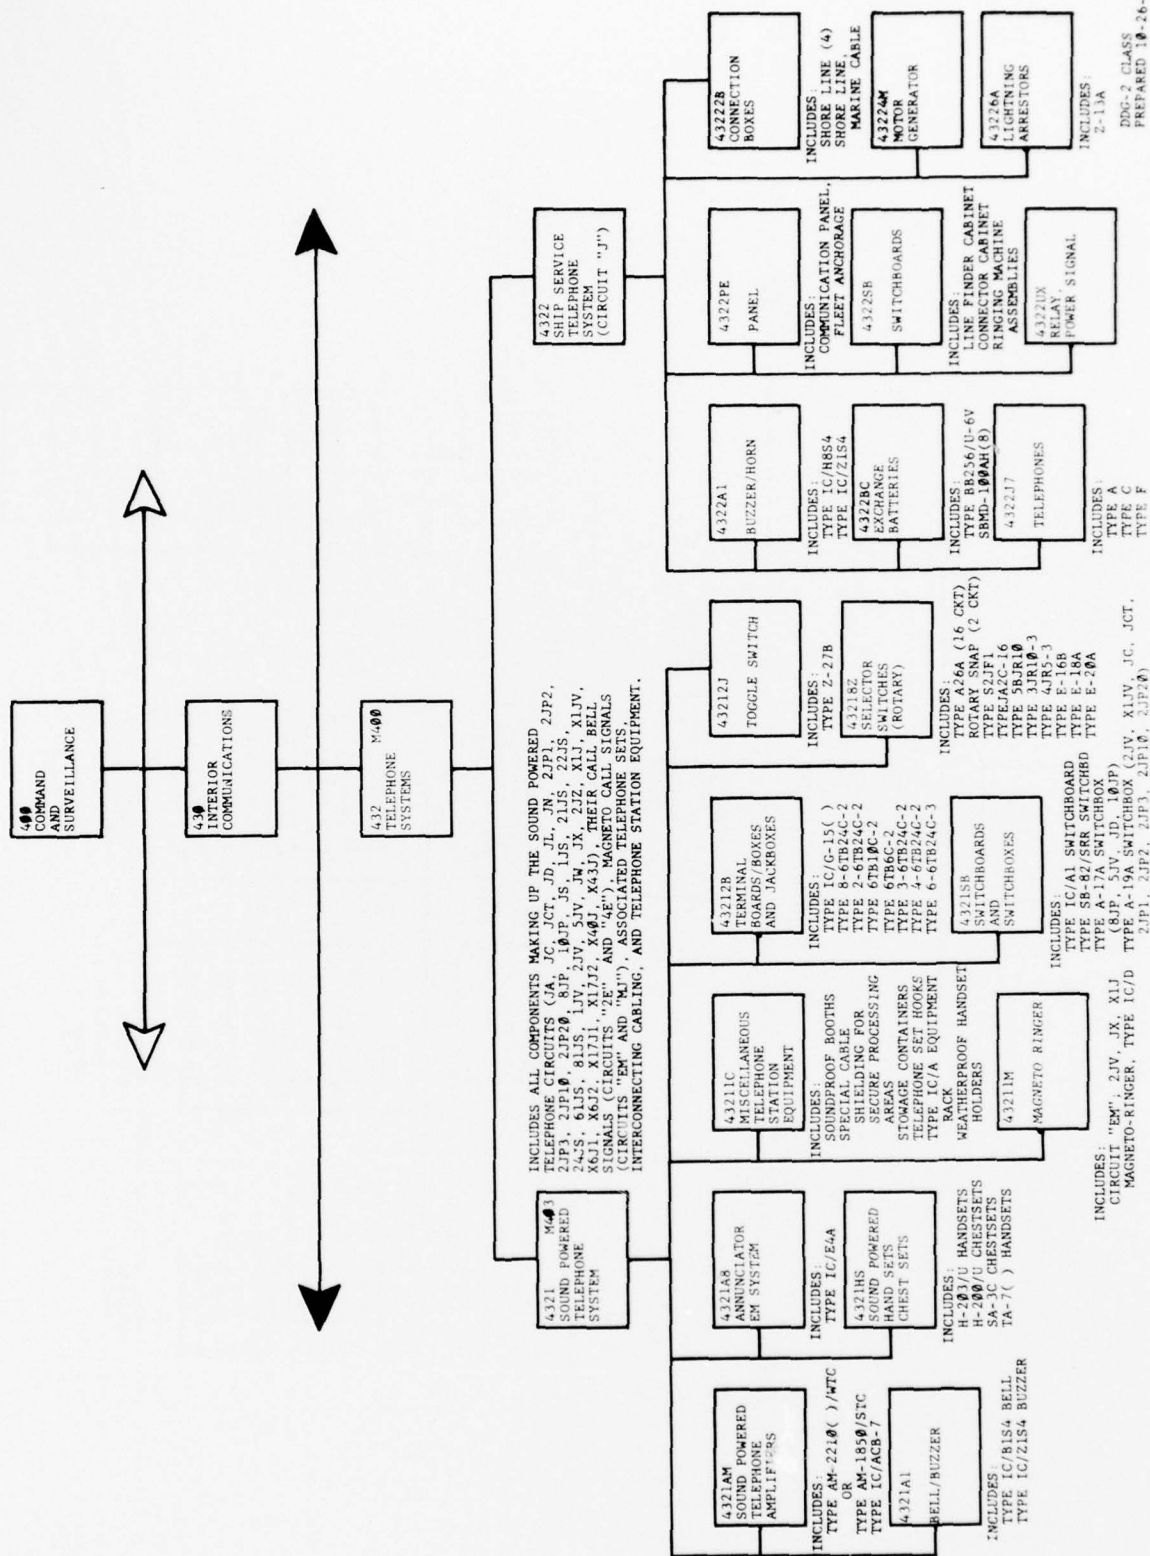 400
COMMAND
AND
SURVEILLANCE
430
INTERIOR
COMMUNICATIONS
432 M400
TELEPHONE
SYSTEMS
4321 M403
SOUND POWERED
TELEPHONE
SYSTEM
INCLUDES ALL COMPONENTS MAKING UP THE SOUND POWERED
TELEPHONE CIRCUITS (JA, JC, JCT, JD, JL, JN, 2JP1, 2JP2,
2JP3, 2JP10, 2JP20, 8JP, 10JP, JS, 1JS, 21JS, 22JS,
24JS, 61JS, 81JS, 1JV, 2JV, 5JV, JW, JX, 2JZ, X1J, X1JV,
X6J1, X6J2, X17J1, X17J2, X40J, X43J), THEIR CALL BELL
SIGNALS (CIRCUITS "2E" AND "4E"), MAGNETO CALL SIGNALS
(CIRCUITS "EM" AND "MJ"), ASSOCIATED TELEPHONE SETS,
INTERCONNECTING CABLING, AND TELEPHONE STATION EQUIPMENT.
4322
SHIP SERVICE
TELEPHONE
SYSTEM
(CIRCUIT "J")
4321AM
SOUND POWERED
TELEPHONE
AMPLIFIERS
INCLUDES:
TYPE AM-2210( )/WTC
OR
TYPE AM-1850/STC
TYPE IC/ACB-7
4321A1
BELL/BUZZER
INCLUDES:
TYPE IC/B1S4 BELL
TYPE IC/Z1S4 BUZZER
4321A8
ANNUNCIATOR
EM SYSTEM
INCLUDES:
TYPE IC/E4A
4321HS
SOUND POWERED
HAND SETS
CHEST SETS
INCLUDES:
H-203/U HANDSETS
H-200/U CHESTSETS
SA-3C CHESTSETS
TA-7( ) HANDSETS
43211C
MISCELLANEOUS
TELEPHONE
STATION
EQUIPMENT
INCLUDES:
SOUNDPROOF BOOTHS
SPECIAL CABLE
SHIELDING FOR
SECURE PROCESSING
AREAS
STOWAGE CONTAINERS
TELEPHONE SET HOOKS
TYPE IC/A EQUIPMENT
RACK
WEATHERPROOF HANDSET
HOLDERS
43211M
MAGNETO RINGER
INCLUDES:
CIRCUIT "EM"; 2JV, JX, X1J
MAGNETO-RINGER, TYPE IC/D
43212B
TERMINAL
BOARDS/BOXES
AND JACKBOXES
INCLUDES:
TYPE IC/G-15( )
TYPE 8-6TB24C-2
TYPE 2-6TB24C-2
TYPE 6TB10C-2
TYPE 6TB6C-2
TYPE 3-6TB24C-2
TYPE 4-6TB24C-2
TYPE 6-6TB24C-3
4321SB
SWITCHBOARDS
AND
SWITCHBOXES
INCLUDES:
TYPE IC/A1 SWITCHBOARD
TYPE SB-82/SRR SWITCHBD
TYPE A-17A SWITCHBOX
(8JP, 5JV, JD, 10JP)
TYPE A-19A SWITCHBOX (2JV, X1JV, JC, JCT,
2JP1, 2JP2, 2JP3, 2JP10, 2JP20)
43212J
TOGGLE SWITCH
INCLUDES:
TYPE Z-27B
43218Z
SELECTOR
SWITCHES
(ROTARY)
INCLUDES:
TYPE A26A (16 CKT)
ROTARY SNAP (2 CKT)
TYPE S2JF1
TYPEJA2C-16
TYPE 5BJR10
TYPE 3JR10-3
TYPE 4JR5-3
TYPE E-16B
TYPE E-18A
TYPE E-20A
4322A1
BUZZER/HORN
INCLUDES:
TYPE IC/H8S4
TYPE IC/Z1S4
4322BC
EXCHANGE
BATTERIES
INCLUDES:
TYPE BB256/U-6V
SBMD-100AH(8)
4322J7
TELEPHONES
INCLUDES:
TYPE A
TYPE C
TYPE F
4322PE
PANEL
INCLUDES:
COMMUNICATION PANEL,
FLEET ANCHORAGE
4322SB
SWITCHBOARDS
INCLUDES:
LINE FINDER CABINET
CONNECTOR CABINET
RINGING MACHINE
ASSEMBLIES
4322UX
RELAY,
POWER SIGNAL
43222B
CONNECTION
BOXES
INCLUDES:
SHORE LINE (4)
SHORE LINE,
MARINE CABLE
43224M
MOTOR
GENERATOR
43226A
LIGHTNING
ARRESTORS
INCLUDES:
Z-13A
DDG-2 CLASS
PREPARED 10-26-